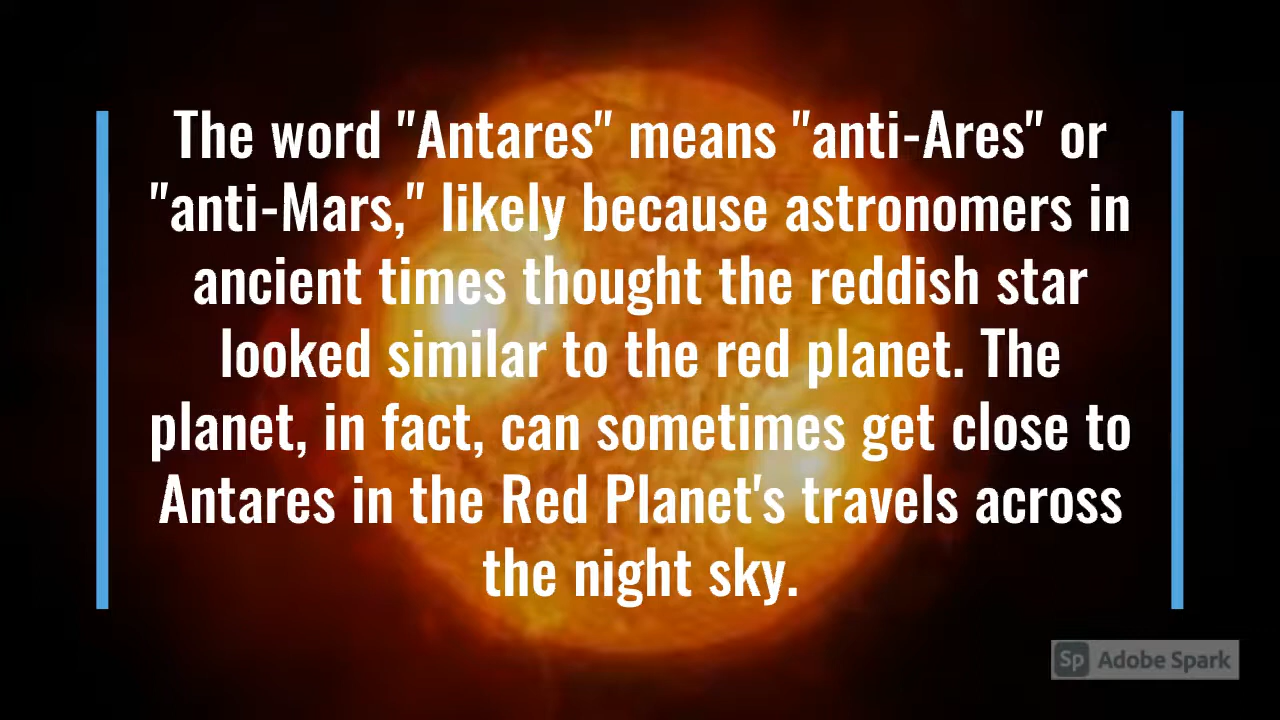 The word "Antares" means "anti-Ares" or
"anti-Mars," likely because astronomers in
ancient times thought the reddish star
looked similar to the red planet. The
planet, in fact, can sometimes get close to
Antares in the Red Planet's travels across
the night sky.
Sp Adobe Spark